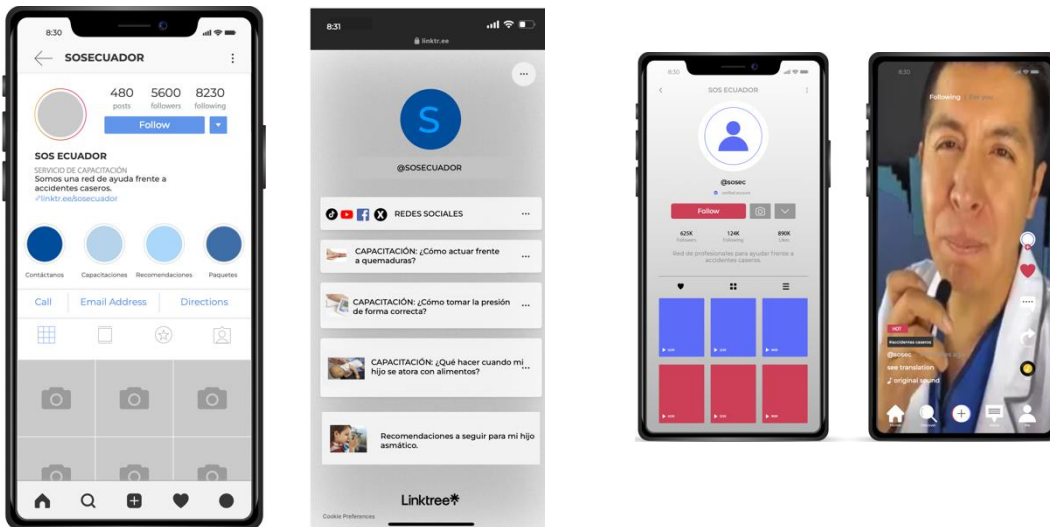 8:30
SOSECUADOR
480 5600 8230
posts followers following
Follow
SOS ECUADOR
SERVICIO DE CAPACITACIÓN
Somos una red de ayuda frente a
accidentes caseros.
linktr.ee/sosecuador
Contáctanos Capacitaciones Recomendaciones Paquetes
Call Email Address Directions
8:31
linktr.ee
S
@SOSECUADOR
REDES SOCIALES
CAPACITACIÓN: ¿Cómo actuar frente
a quemaduras?
CAPACITACIÓN: ¿Cómo tomar la presión
de forma correcta?
CAPACITACIÓN: ¿Qué hacer cuando mi
hijo se atora con alimentos?
Recomendaciones a seguir para mi hijo
asmático.
Linktree
Cookie Preferences
8:30
SOS ECUADOR
@sosec
verified account
Follow
625K 124K 890K
Followers Following Likes
Red de profesionales para ayudar frente a
accidentes caseros.
8:30
Following For you
HOT
#accidentes caseros
@sosec
see translation
original sound